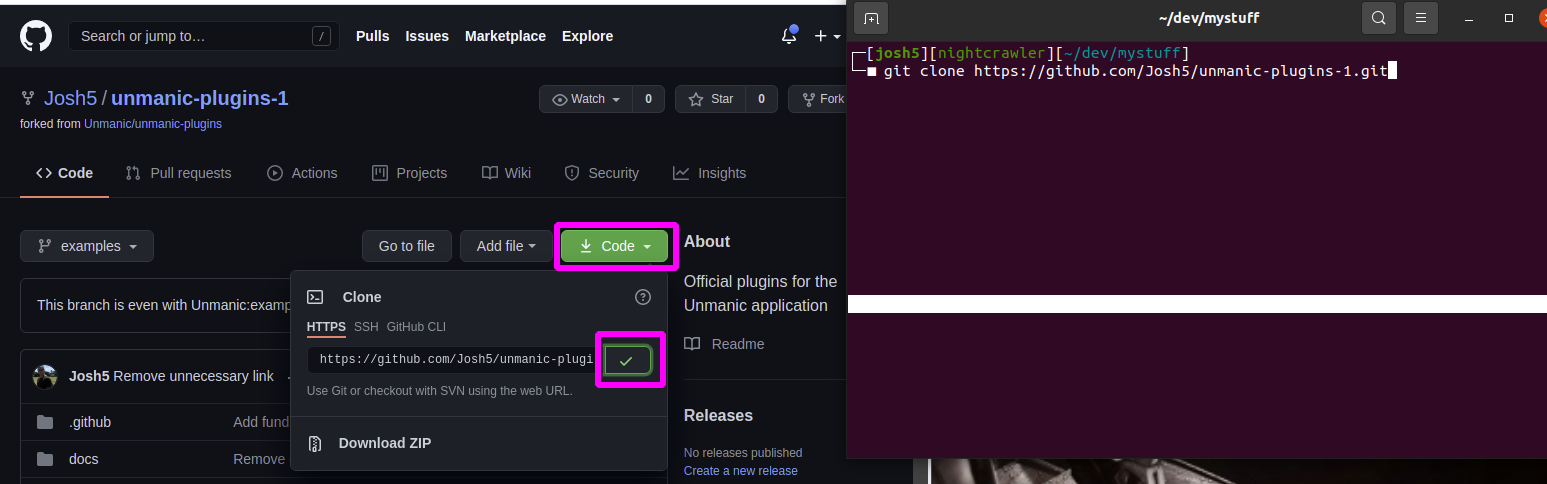 Search or jump to…
/
Pulls Issues Marketplace Explore
Josh5 / unmanic-plugins-1
forked from Unmanic/unmanic-plugins
Watch 0
Star 0
Fork
Code
Pull requests
Actions
Projects
Wiki
Security
Insights
examples
Go to file
Add file
Code
This branch is even with Unmanic:examp
Josh5 Remove unnecessary link
.github Add fund
docs Remove
Clone
HTTPS SSH GitHub CLI
https://github.com/Josh5/unmanic-plugi
Use Git or checkout with SVN using the web URL.
Download ZIP
About
Official plugins for the
Unmanic application
Readme
Releases
No releases published
Create a new release
~/dev/mystuff
[josh5][nightcrawler][~/dev/mystuff]
git clone https://github.com/Josh5/unmanic-plugins-1.git